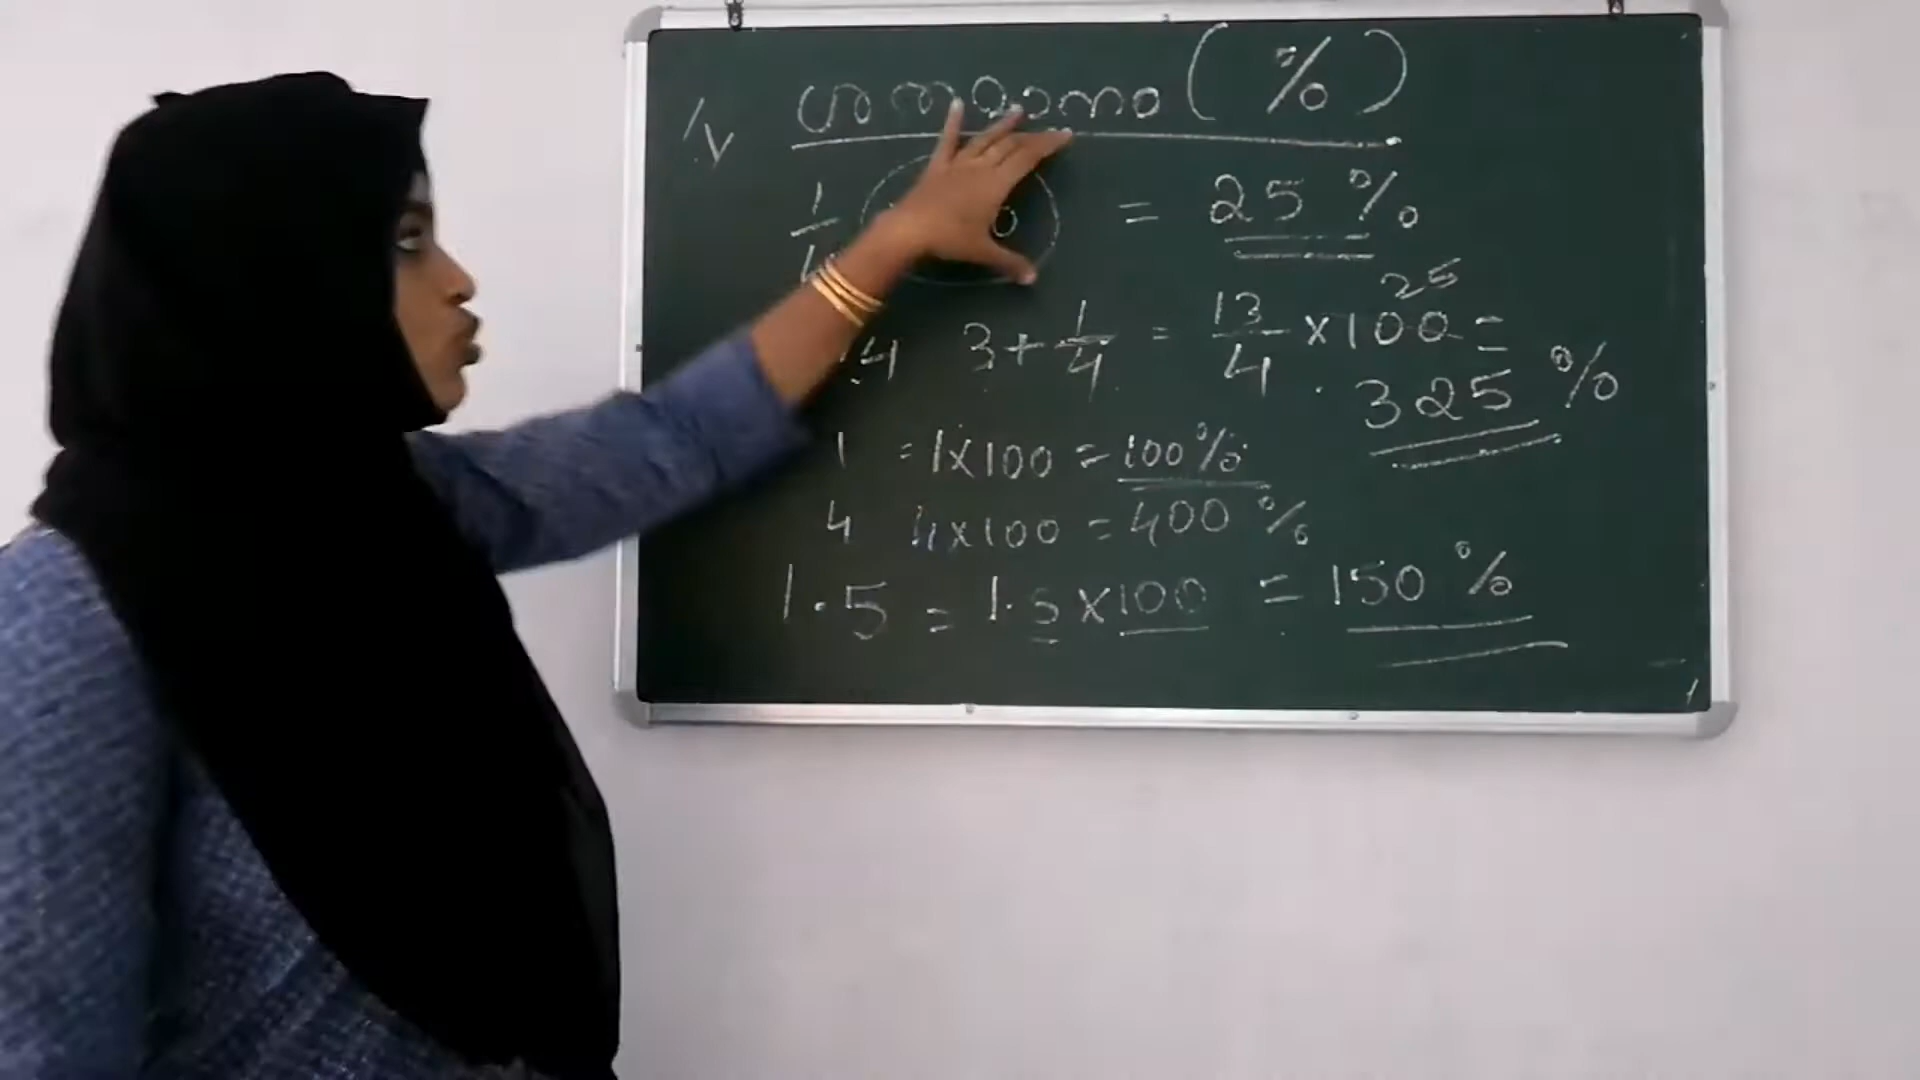 ശതമാനം ( % )
1/4 = 25 %
3 + 1/4 = 13/4 × 100 =
25
325 %
1 = 1 × 100 = 100%
4 4 × 100 = 400 %
1.5 = 1.5 × 100 = 150 %